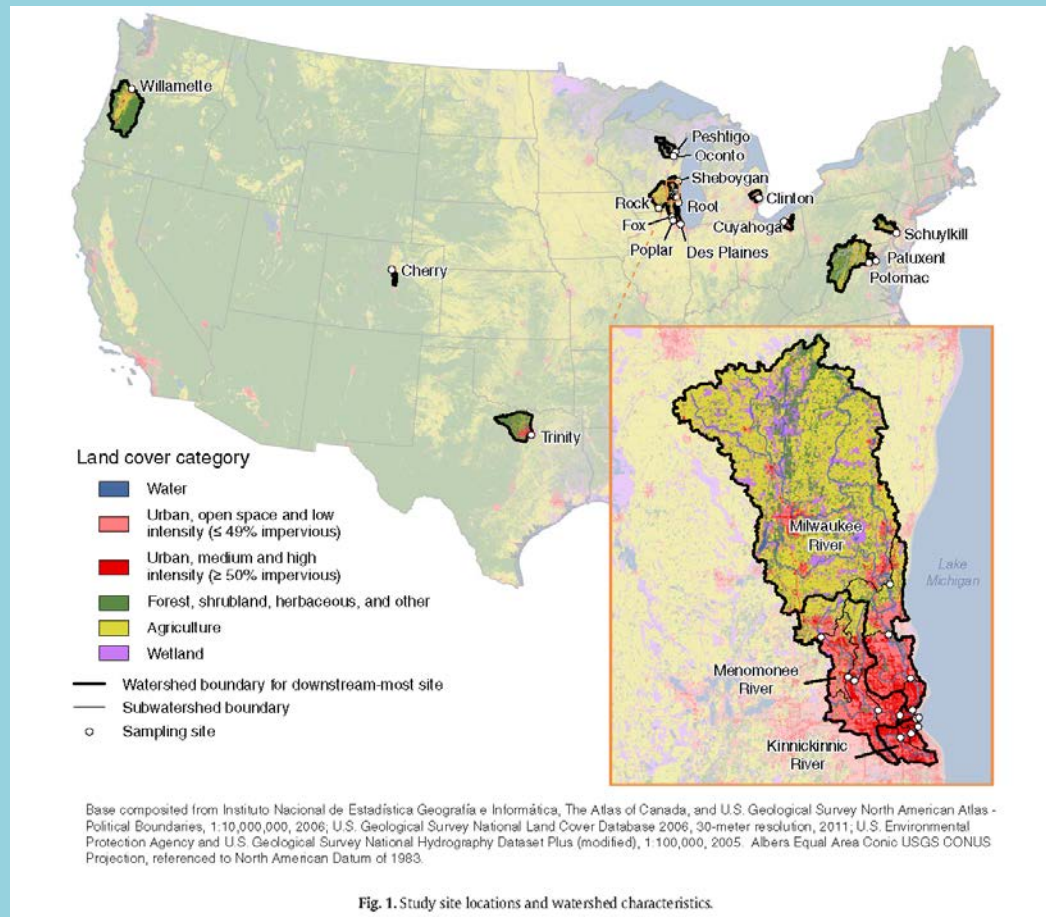 Willamette
Peshtigo
Oconto
Sheboygan
Clinton
Rock
Root
Fox
Cuyahoga
Schuylkill
Poplar
Des Plaines
Patuxent
Potomac
Cherry
Trinity
Land cover category
Water
Urban, open space and low
intensity (≤ 49% impervious)
Urban, medium and high
intensity (≥ 50% impervious)
Forest, shrubland, herbaceous, and other
Agriculture
Wetland
Watershed boundary for downstream-most site
Subwatershed boundary
Sampling site
Milwaukee
River
Lake
Michigan
Menomonee
River
Kinnickinnic
River
Base composited from Instituto Nacional de Estadística Geografía e Informática, The Atlas of Canada, and U.S. Geological Survey North American Atlas -
Political Boundaries, 1:10,000,000, 2006; U.S. Geological Survey National Land Cover Database 2006, 30-meter resolution, 2011; U.S. Environmental
Protection Agency and U.S. Geological Survey National Hydrography Dataset Plus (modified), 1:100,000, 2005. Albers Equal Area Conic USGS CONUS
Projection, referenced to North American Datum of 1983.
Fig. 1. Study site locations and watershed characteristics.